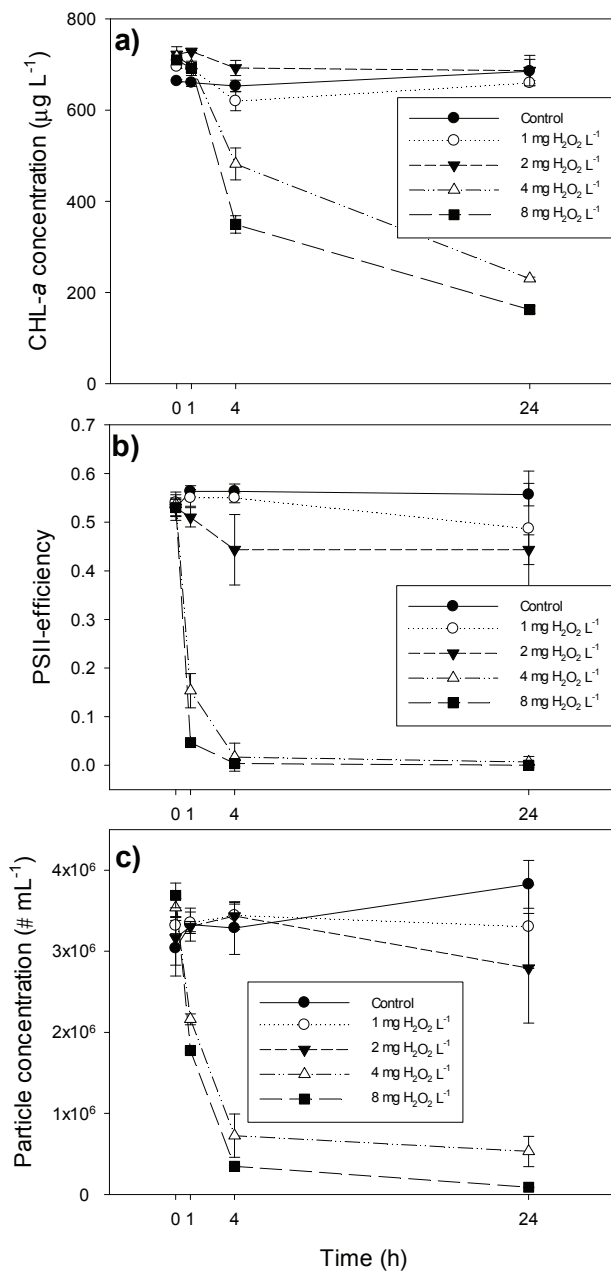 a)
CHL-a concentration (µg L⁻¹)
800
600
400
200
0
Control
1 mg H₂O₂ L⁻¹
2 mg H₂O₂ L⁻¹
4 mg H₂O₂ L⁻¹
8 mg H₂O₂ L⁻¹
0 1 4 24
b)
PSII-efficiency
0.7
0.6
0.5
0.4
0.3
0.2
0.1
0.0
Control
1 mg H₂O₂ L⁻¹
2 mg H₂O₂ L⁻¹
4 mg H₂O₂ L⁻¹
8 mg H₂O₂ L⁻¹
0 1 4 24
c)
Particle concentration (# mL⁻¹)
4x10⁶
3x10⁶
2x10⁶
1x10⁶
0
Control
1 mg H₂O₂ L⁻¹
2 mg H₂O₂ L⁻¹
4 mg H₂O₂ L⁻¹
8 mg H₂O₂ L⁻¹
0 1 4 24
Time (h)